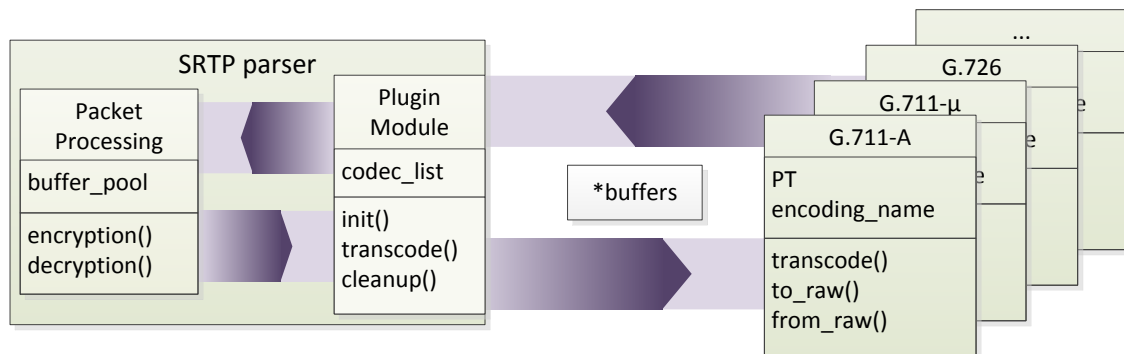 SRTP parser
Packet
Processing
buffer_pool
encryption()
decryption()
Plugin
Module
codec_list
init()
transcode()
cleanup()
*buffers
...
G.726
e
G.711-µ
e
e
G.711-A
PT
encoding_name
transcode()
to_raw()
from_raw()